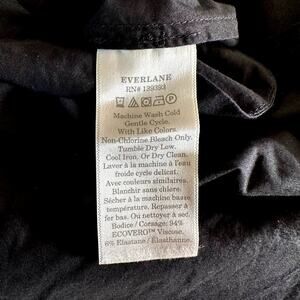 EVERLANE
RN# 139393
Machine Wash Cold
Gentle Cycle.
With Like Colors.
Non-Chlorine Bleach Only.
Tumble Dry Low.
Cool Iron. Or Dry Clean.
Laver à la machine à l'eau
froide cycle delicat.
Avec couleurs similaires.
Blanchir sans chlore.
Sécher à la machine basse
température. Repasser à
fer bas. Ou nettoyer à sec.
Bodice / Corsage: 94%
ECOVERO™ Viscose,
6% Elastane / Élasthanne.